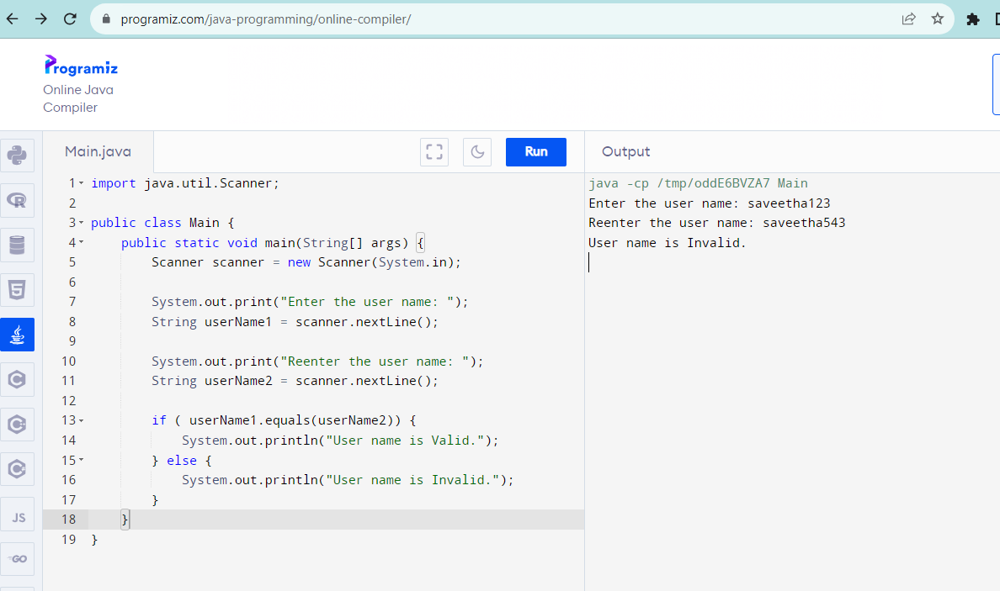 programiz.com/java-programming/online-compiler/
Programiz
Online Java
Compiler
Main.java
Run
Output
1 import java.util.Scanner;
2
3 public class Main {
4     public static void main(String[] args) {
5         Scanner scanner = new Scanner(System.in);
6
7         System.out.print("Enter the user name: ");
8         String userName1 = scanner.nextLine();
9
10         System.out.print("Reenter the user name: ");
11         String userName2 = scanner.nextLine();
12
13         if ( userName1.equals(userName2)) {
14             System.out.println("User name is Valid.");
15         } else {
16             System.out.println("User name is Invalid.");
17         }
18     }
19 }
java -cp /tmp/oddE6BVZA7 Main
Enter the user name: saveetha123
Reenter the user name: saveetha543
User name is Invalid.
R
5
C
C
C
JS
GO